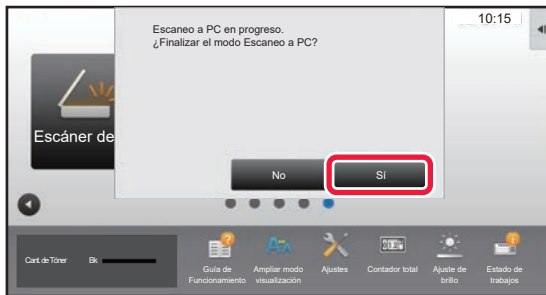 Escaneo a PC en progreso.
¿Finalizar el modo Escaneo a PC?
10:15
Escáner de
No
Sí
Cant. de Tóner
Bk
Guía de
Funcionamiento
Ampliar modo
visualización
Ajustes
Contador total
Ajuste de
brillo
Estado de
trabajos